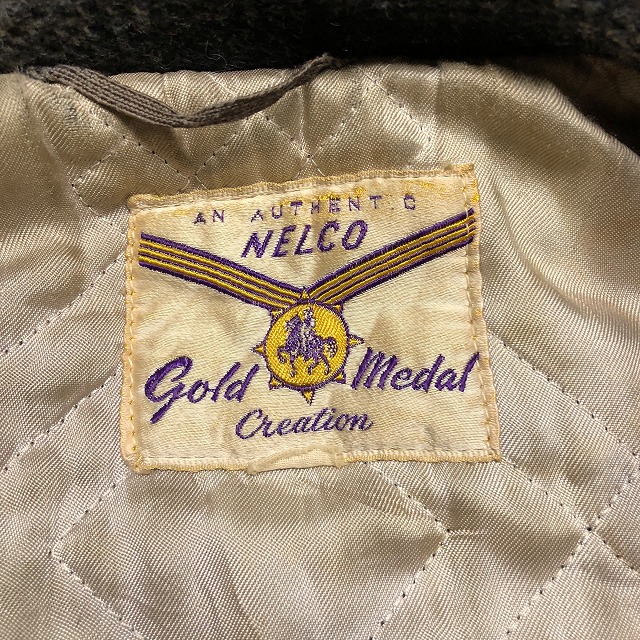 AN AUTHENTIC
NELCO
Gold Medal
Creation